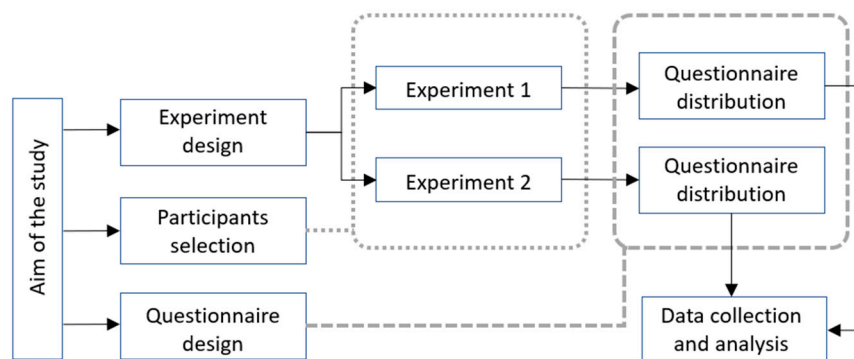 Aim of the study
Experiment
design
Participants
selection
Questionnaire
design
Experiment 1
Experiment 2
Questionnaire
distribution
Questionnaire
distribution
Data collection
and analysis